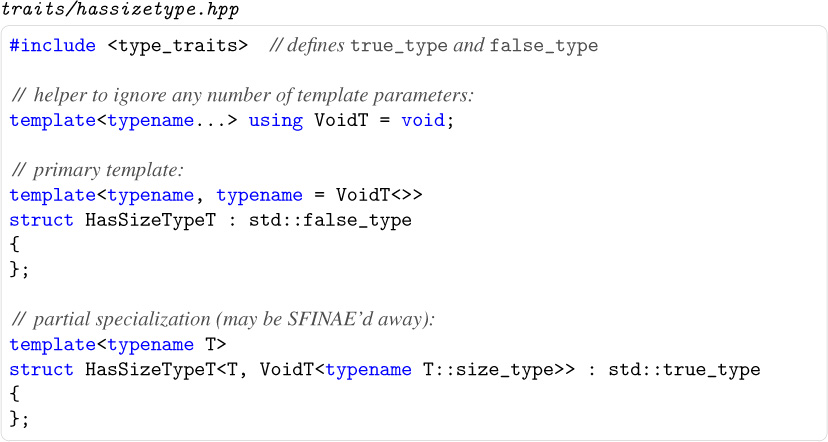 traits/hassizetype.hpp
#include <type_traits> // defines true_type and false_type
// helper to ignore any number of template parameters:
template<typename...> using VoidT = void;
// primary template:
template<typename, typename = VoidT<>>
struct HasSizeTypeT : std::false_type
{
};
// partial specialization (may be SFINAE’d away):
template<typename T>
struct HasSizeTypeT<T, VoidT<typename T::size_type>> : std::true_type
{
};